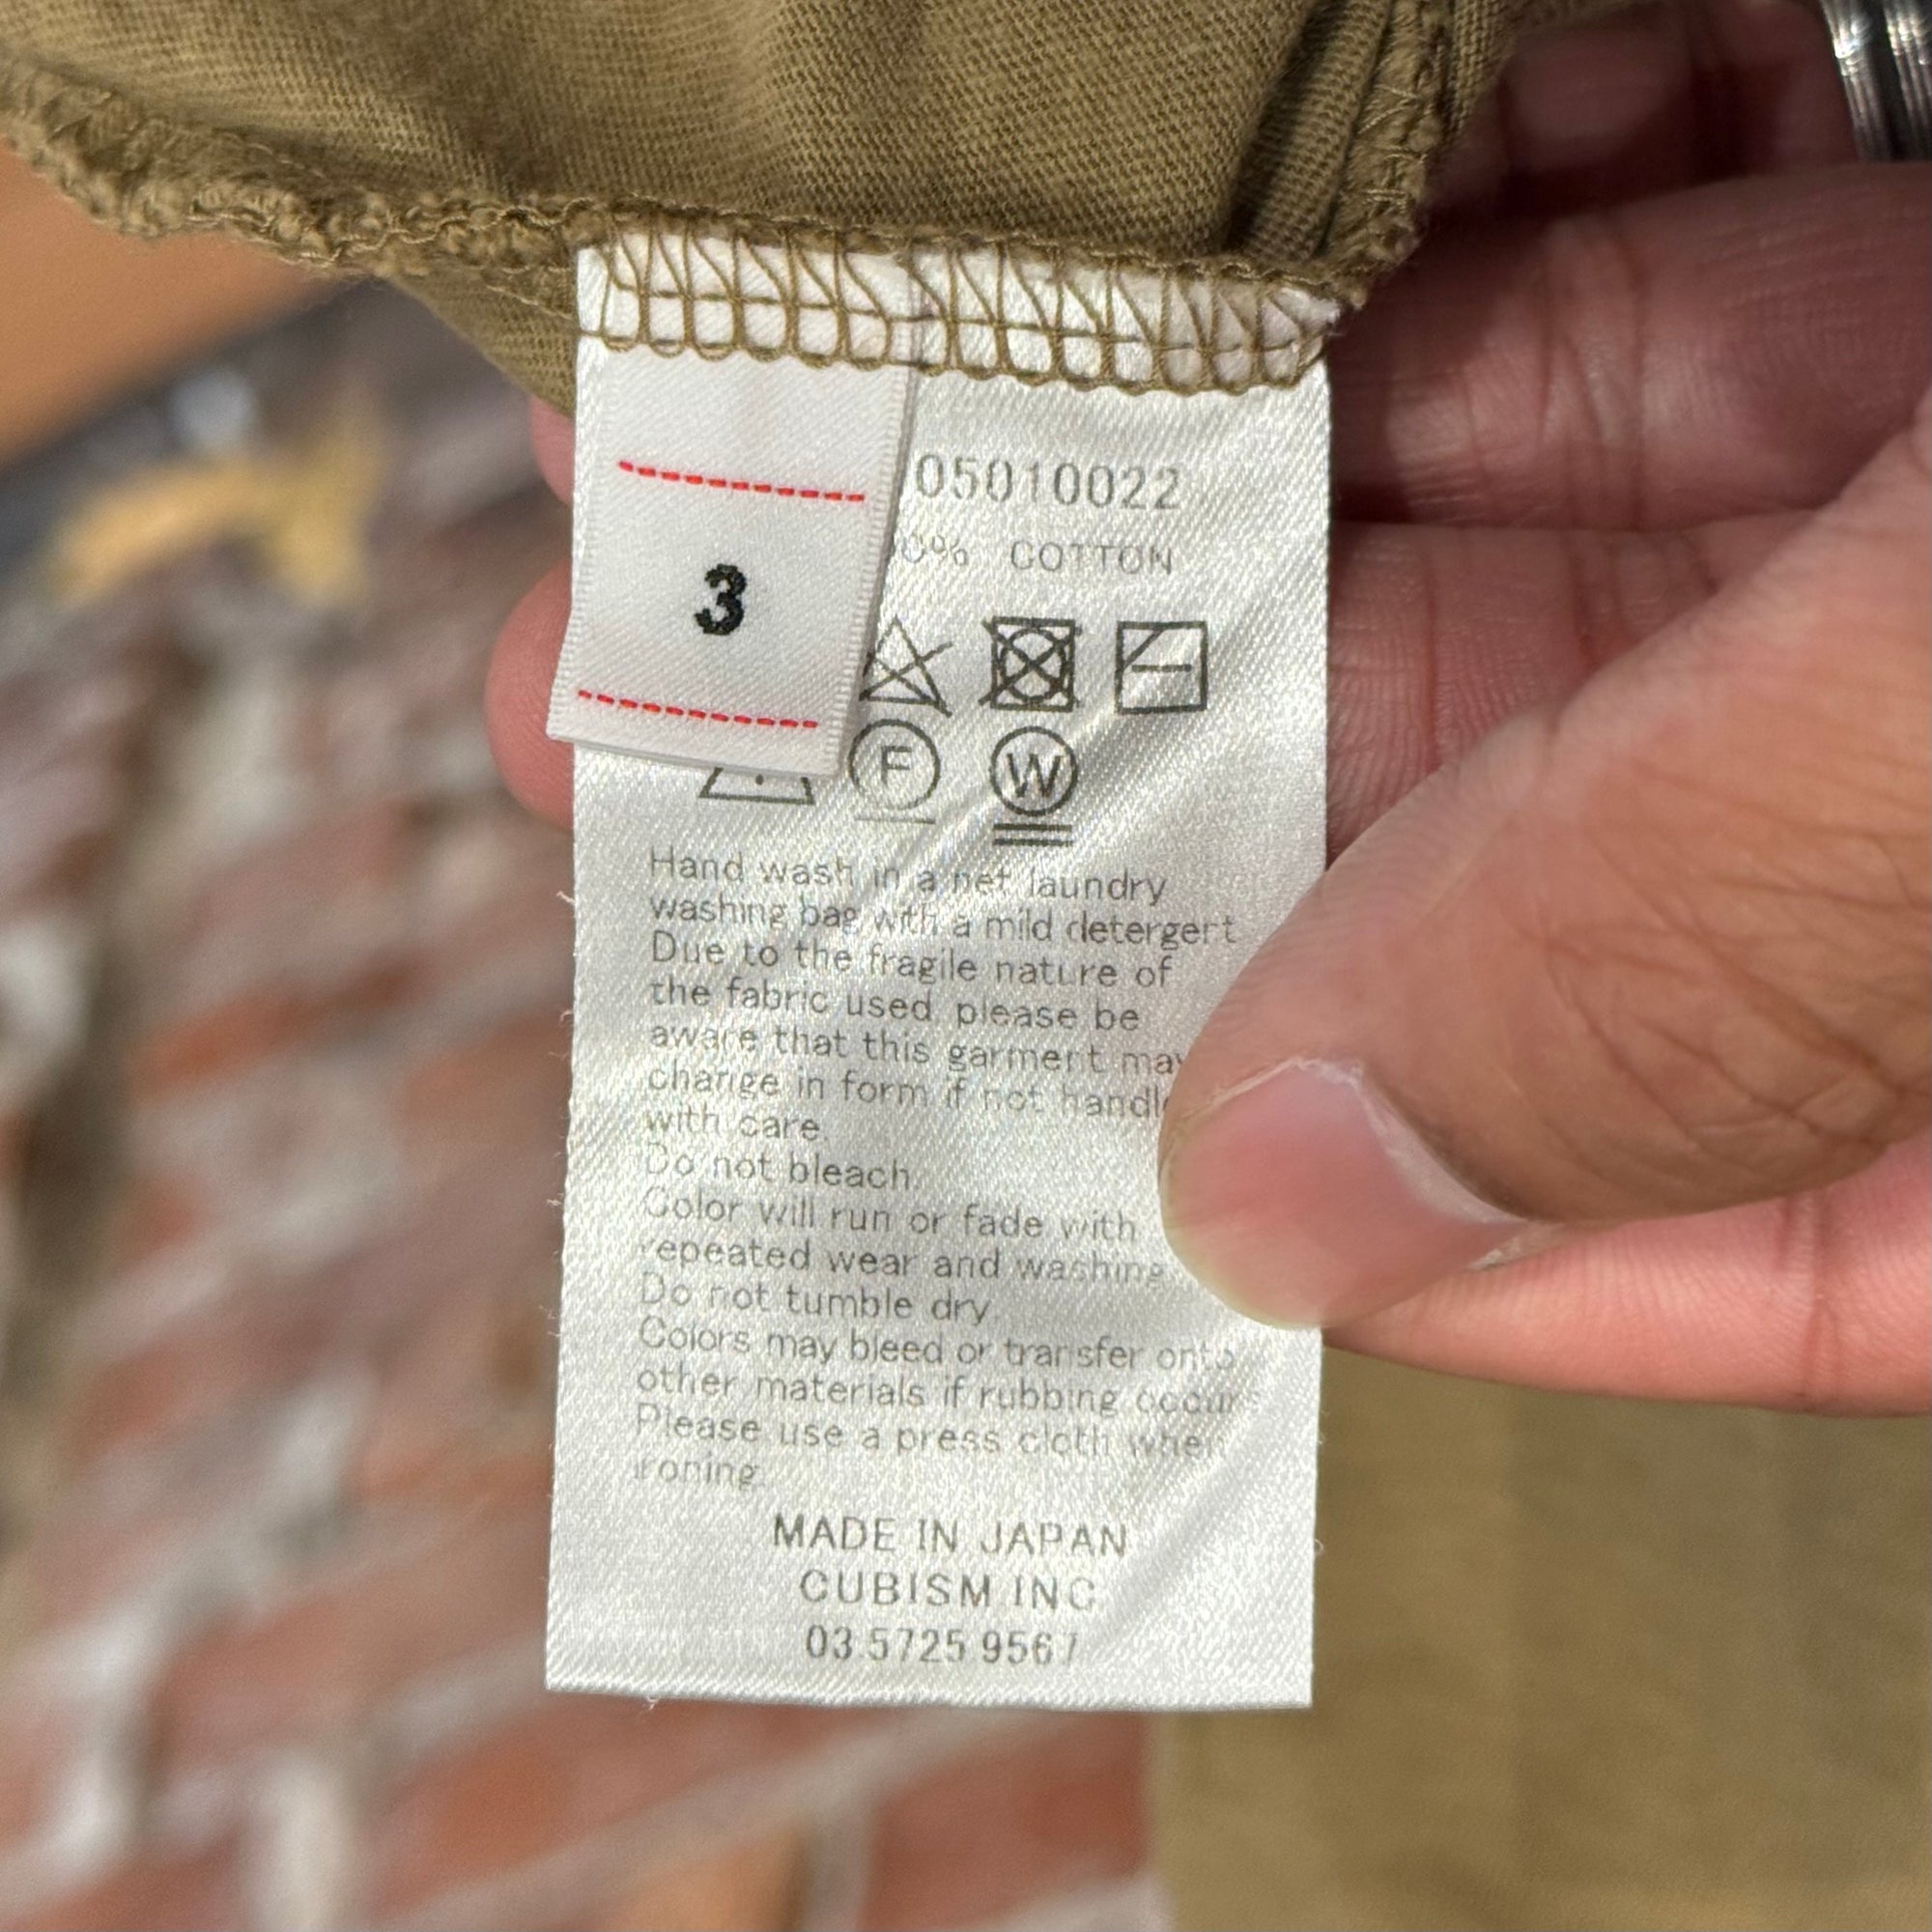 05010022
3
0% COTTON
F
W
Hand wash in a net laundry
washing bag with a mild detergent
Due to the fragile nature of
the fabric used please be
aware that this garment may
change in form if not
with care.
Do not bleach.
Color will run or fade with
repeated wear and washing
Do not tumble dry.
Colors may bleed or transfer onto
other materials if rubbing occurs
Please use a press cloth when
ironing.
MADE IN JAPAN
CUBISM INC
03 5725 9567